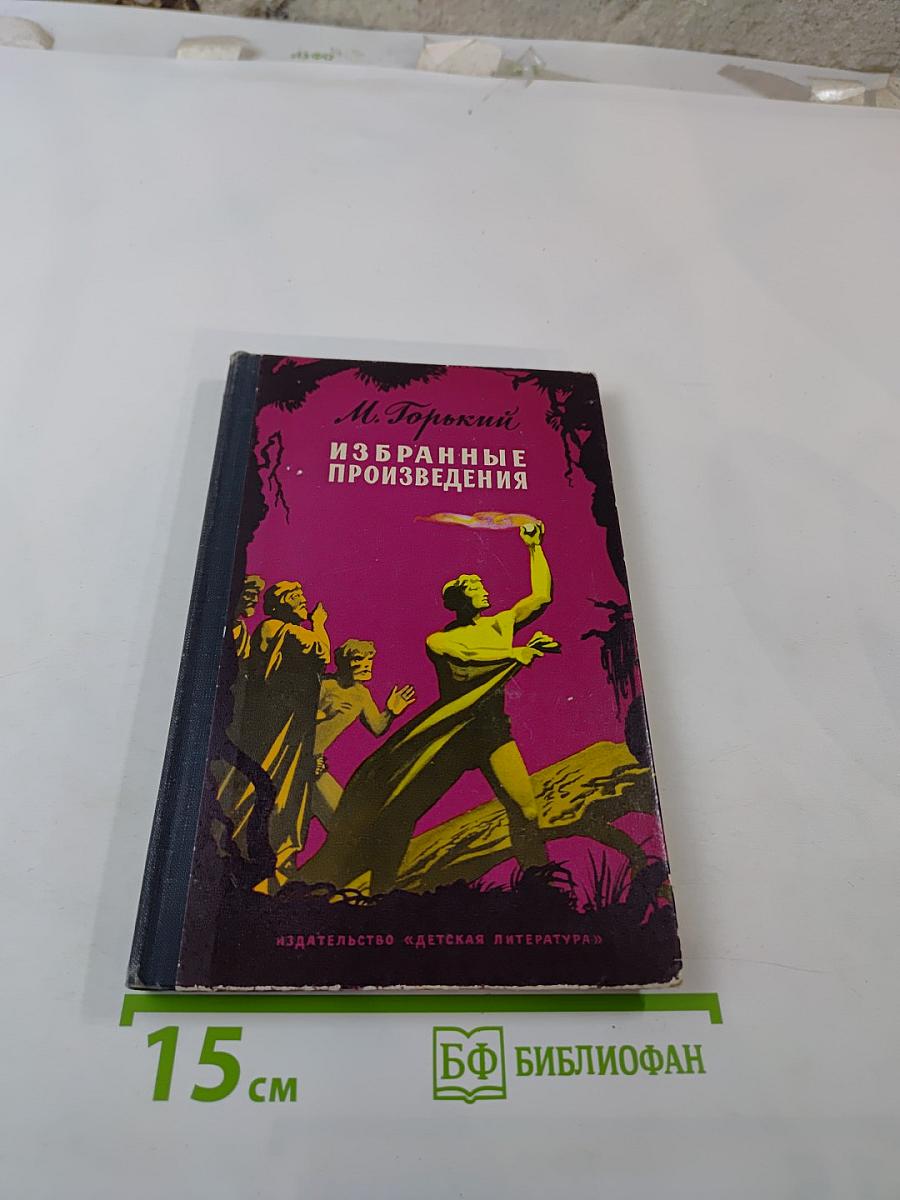 М. Горький
ИЗБРАННЫЕ
ПРОИЗВЕДЕНИЯ
ИЗДАТЕЛЬСТВО «ДЕТСКАЯ ЛИТЕРАТУРА»
15 см
БФ БИБЛИОФАН